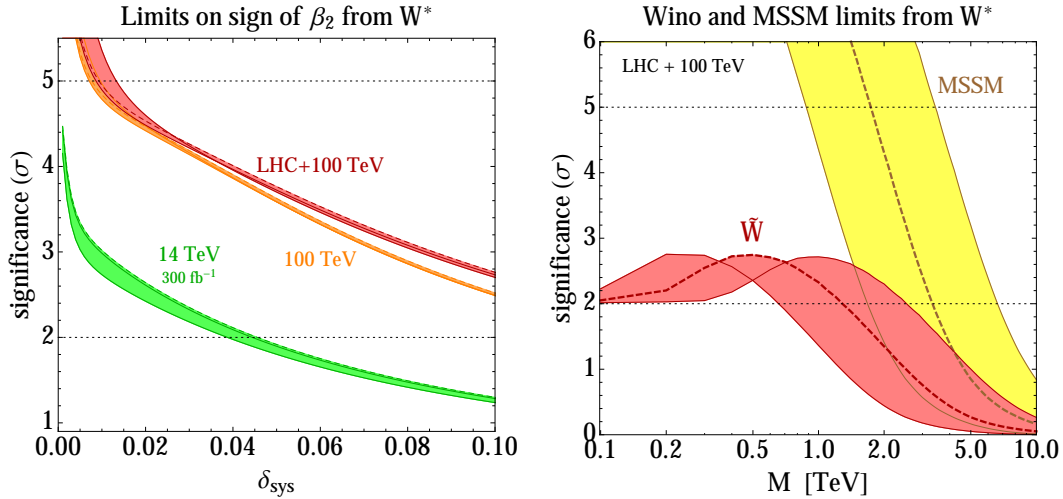 Limits on sign of β₂ from W*
significance (σ)
5
4
3
2
1
LHC+100 TeV
14 TeV
300 fb⁻¹
100 TeV
0.00 0.02 0.04 0.06 0.08 0.10
δsys
Wino and MSSM limits from W*
significance (σ)
6
5
4
3
2
1
0
LHC + 100 TeV
MSSM
W̃
0.1 0.2 0.5 1.0 2.0 5.0 10.0
M [TeV]